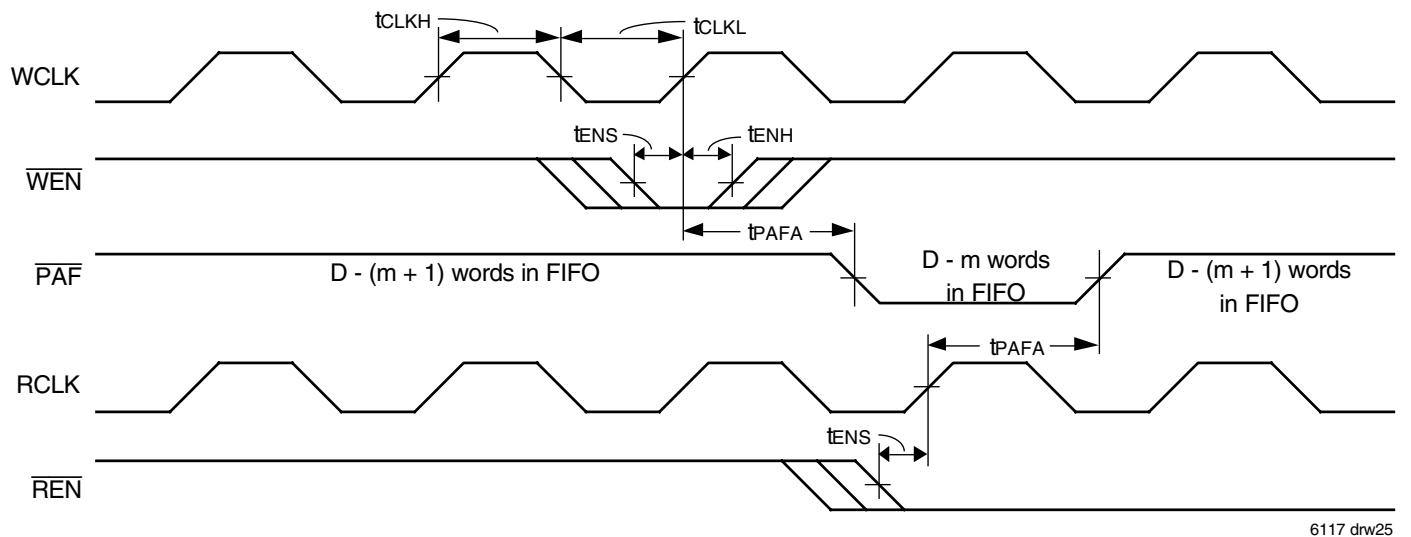 tCLKH
tCLKL
WCLK
tENS
tENH
WEN
tPAFA
PAF
D - (m + 1) words in FIFO
D - m words
in FIFO
D - (m + 1) words
in FIFO
tPAFA
RCLK
tENS
REN
6117 drw25